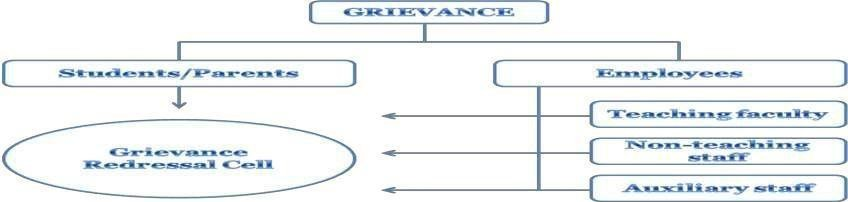 GRIEVANCE
Students/Parents
Employees
Teaching faculty
Grievance
Redressal Cell
Non-teaching
staff
Auxiliary staff